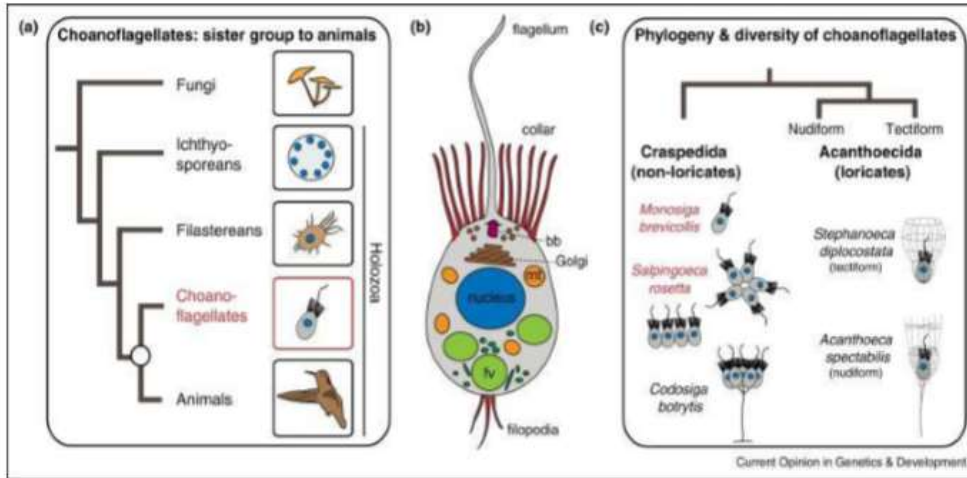 (a)
Choanoflagellates: sister group to animals
Fungi
Ichthyo-
sporeans
Filastereans
Choano-
flagellates
Animals
Holozoa
(b)
flagellum
collar
bb
Golgi
mt
nucleus
fv
filopodia
(c)
Phylogeny & diversity of choanoflagellates
Nudiform
Tectiform
Craspedida
(non-loricates)
Acanthoecida
(loricates)
Monosiga
brevicollis
Salpingoeca
rosetta
Codosiga
botrytis
Stephanoeca
diplocostata
(tectiform)
Acanthoeca
spectabilis
(nudiform)
Current Opinion in Genetics & Development